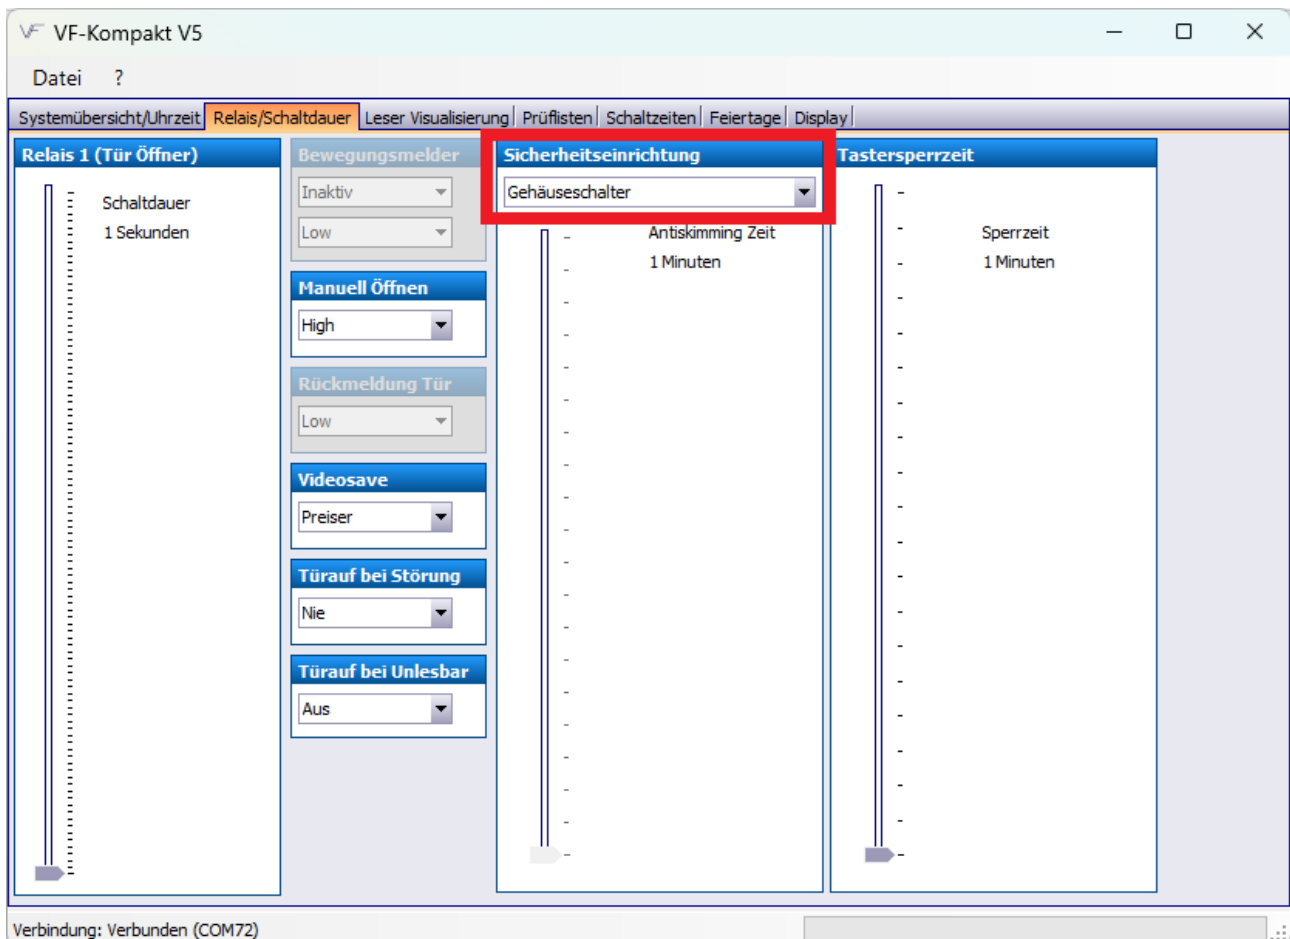 VF VF-Kompakt V5
Datei ?
Systemübersicht/Uhrzeit Relais/Schaltdauer Leser Visualisierung Prüflisten Schaltzeiten Feiertage Display
Relais 1 (Tür Öffner)
Schaltdauer
1 Sekunden
Bewegungsmelder
Inaktiv
Low
Manuell Öffnen
High
Rückmeldung Tür
Low
Videosave
Preiser
Türauf bei Störung
Nie
Türauf bei Unlesbar
Aus
Sicherheitseinrichtung
Gehäuseschalter
Antiskimming Zeit
1 Minuten
Tastersperrzeit
Sperrzeit
1 Minuten
Verbindung: Verbunden (COM72)